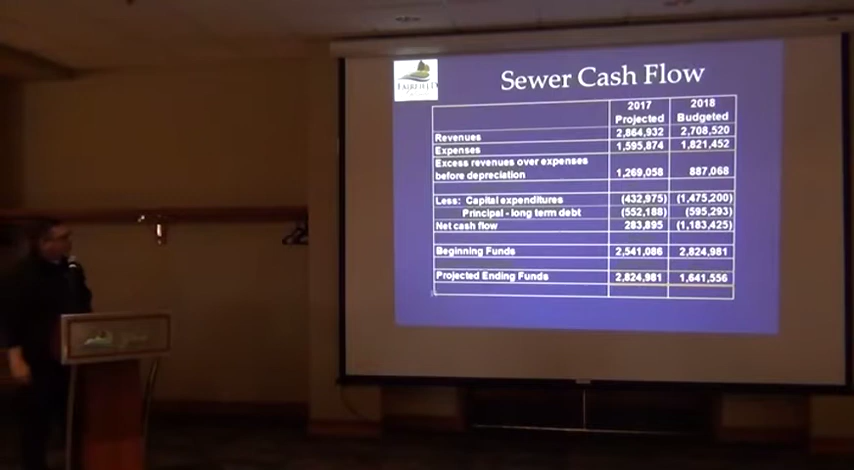 FAIRFIELD
Sewer Cash Flow
2017 Projected 2018 Budgeted
Revenues 2,864,932 2,708,520
Expenses 1,595,874 1,821,452
Excess revenues over expenses
before depreciation 1,269,058 887,068
Less: Capital expenditures (432,975) (1,475,200)
Principal - long term debt (552,188) (595,293)
Net cash flow 283,895 (1,183,425)
Beginning Funds 2,541,086 2,824,981
Projected Ending Funds 2,824,981 1,641,556